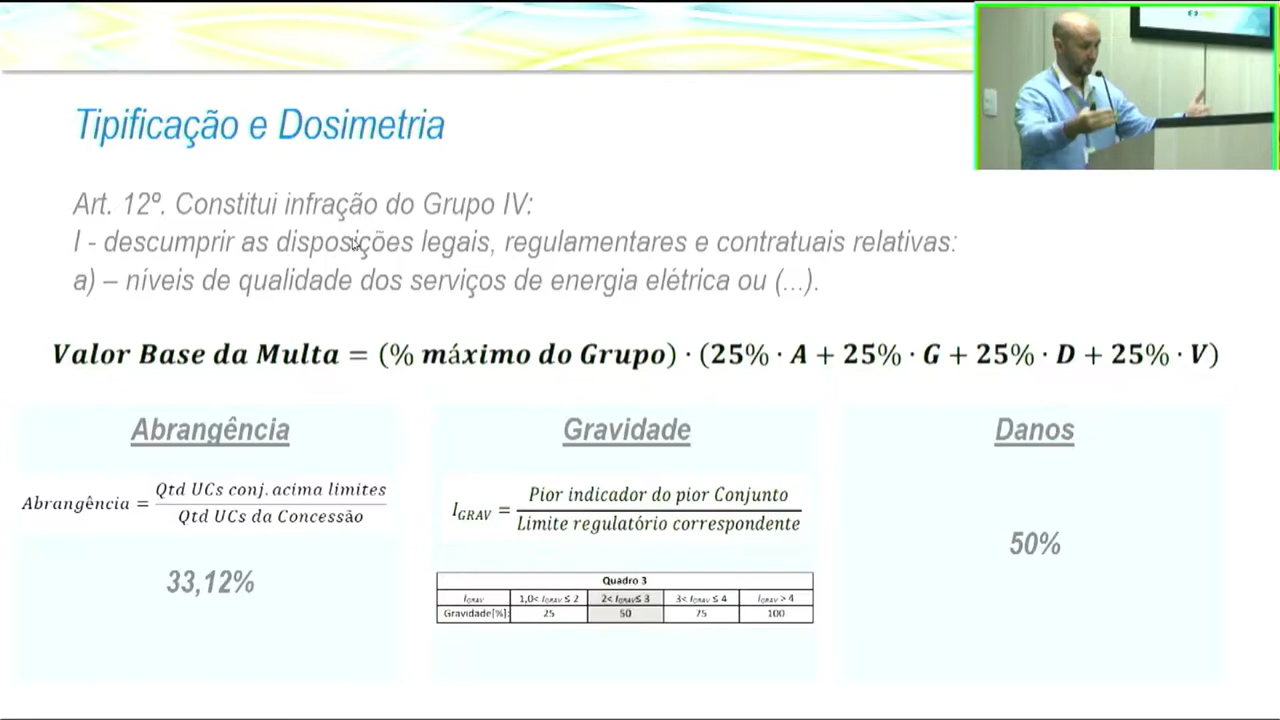 Tipificação e Dosimetria
Art. 12º. Constitui infração do Grupo IV:
I - descumprir as disposições legais, regulamentares e contratuais relativas:
a) – níveis de qualidade dos serviços de energia elétrica ou (...).
Valor Base da Multa = (% máximo do Grupo) · (25% · A + 25% · G + 25% · D + 25% · V)
Abrangência
Abrangência = Qtd UCs conj. acima limites
Qtd UCs da Concessão
33,12%
Gravidade
I_GRAV = Pior indicador do pior Conjunto
Limite regulatório correspondente
Quadro 3
I_GRAV 1,0< I_GRAV ≤ 2 2< I_GRAV ≤ 3 3< I_GRAV ≤ 4 I_GRAV > 4
Gravidade[%]: 25 50 75 100
Danos
50%